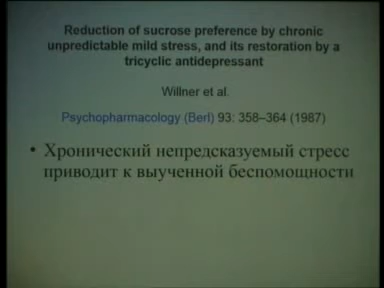 Reduction of sucrose preference by chronic
unpredictable mild stress, and its restoration by a
tricyclic antidepressant
Willner et al.
Psychopharmacology (Berl) 93: 358–364 (1987)
• Хронический непредсказуемый стресс
приводит к выученной беспомощности